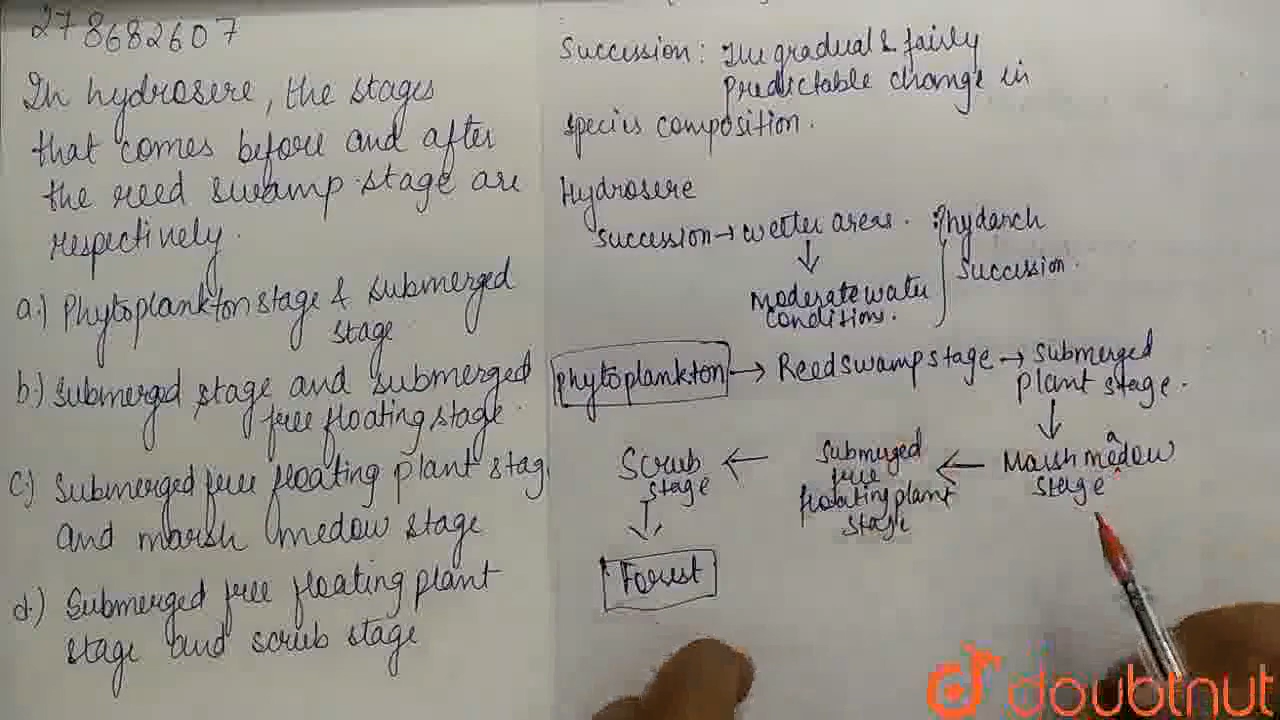 278682607
In hydrosere, the stages
that comes before and after
the reed swamp stage are
respectively.
a.) Phytoplankton stage & submerged
stage
b.) Submerged stage and submerged
free floating stage.
c.) Submerged free floating plant stag
and marsh medow stage
d.) Submerged free floating plant
stage and scrub stage
Succession: The gradual & fairly
predictable change in
species composition.
Hydrosere
succession → wetter areas.
hydarch
succession.
↓
Moderate water
conditions.
phytoplankton → Reedswamp stage → submerged
plant stage.
↓
Scrub
stage
←
Submerged
free
floating plant
stage
←
Marsh meadow
stage
↓
Forest
doubtnut